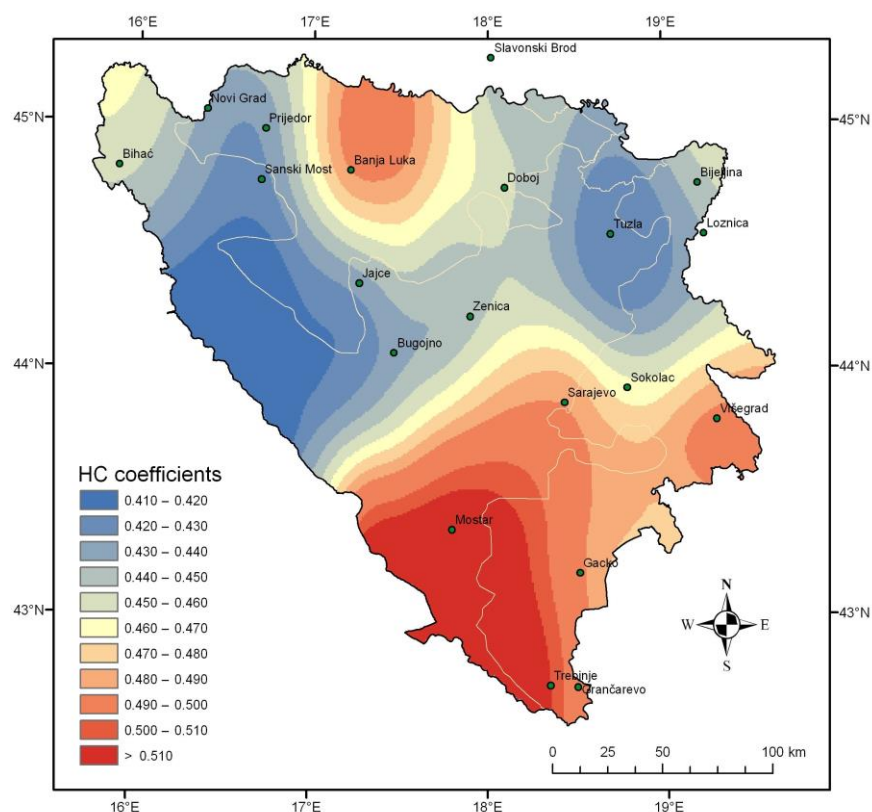 16°E 17°E 18°E 19°E
Slavonski Brod
45°N 45°N
Novi Grad
Prijedor
Bihać
Sanski Most
Banja Luka
Doboj
Bijeljina
Tuzla
Loznica
Jajce
Zenica
Bugojno
44°N 44°N
Sokolac
Sarajevo
Višegrad
HC coefficients
0.410 – 0.420
0.420 – 0.430
0.430 – 0.440
0.440 – 0.450
0.450 – 0.460
0.460 – 0.470
0.470 – 0.480
0.480 – 0.490
0.490 – 0.500
0.500 – 0.510
> 0.510
Mostar
Gacko
43°N 43°N
N
W E
S
Trebinje
Grančarevo
0 25 50 100 km
16°E 17°E 18°E 19°E